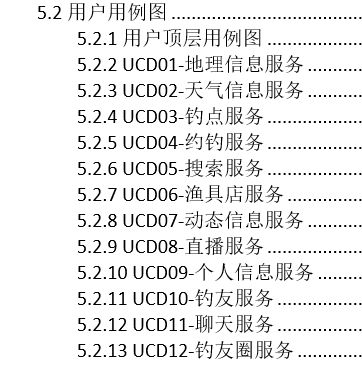 5.2 用户用例图 ........................................
5.2.1 用户顶层用例图 ....................
5.2.2 UCD01-地理信息服务 ............
5.2.3 UCD02-天气信息服务 ............
5.2.4 UCD03-钓点服务 ....................
5.2.5 UCD04-约钓服务 ....................
5.2.6 UCD05-搜索服务 ....................
5.2.7 UCD06-渔具店服务 ................
5.2.8 UCD07-动态信息服务 ............
5.2.9 UCD08-直播服务 ....................
5.2.10 UCD09-个人信息服务 ..........
5.2.11 UCD10-钓友服务 ..................
5.2.12 UCD11-聊天服务 ..................
5.2.13 UCD12-钓友圈服务 ..............